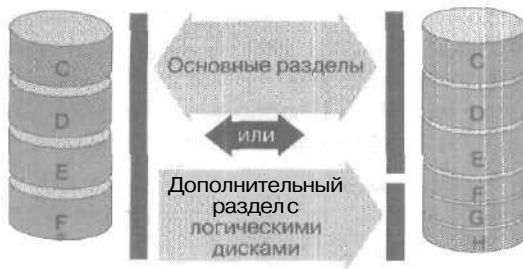 C
D
E
F
Основные разделы
или
Дополнительный
раздел с
логическими
дисками
C
D
E
F
G
H